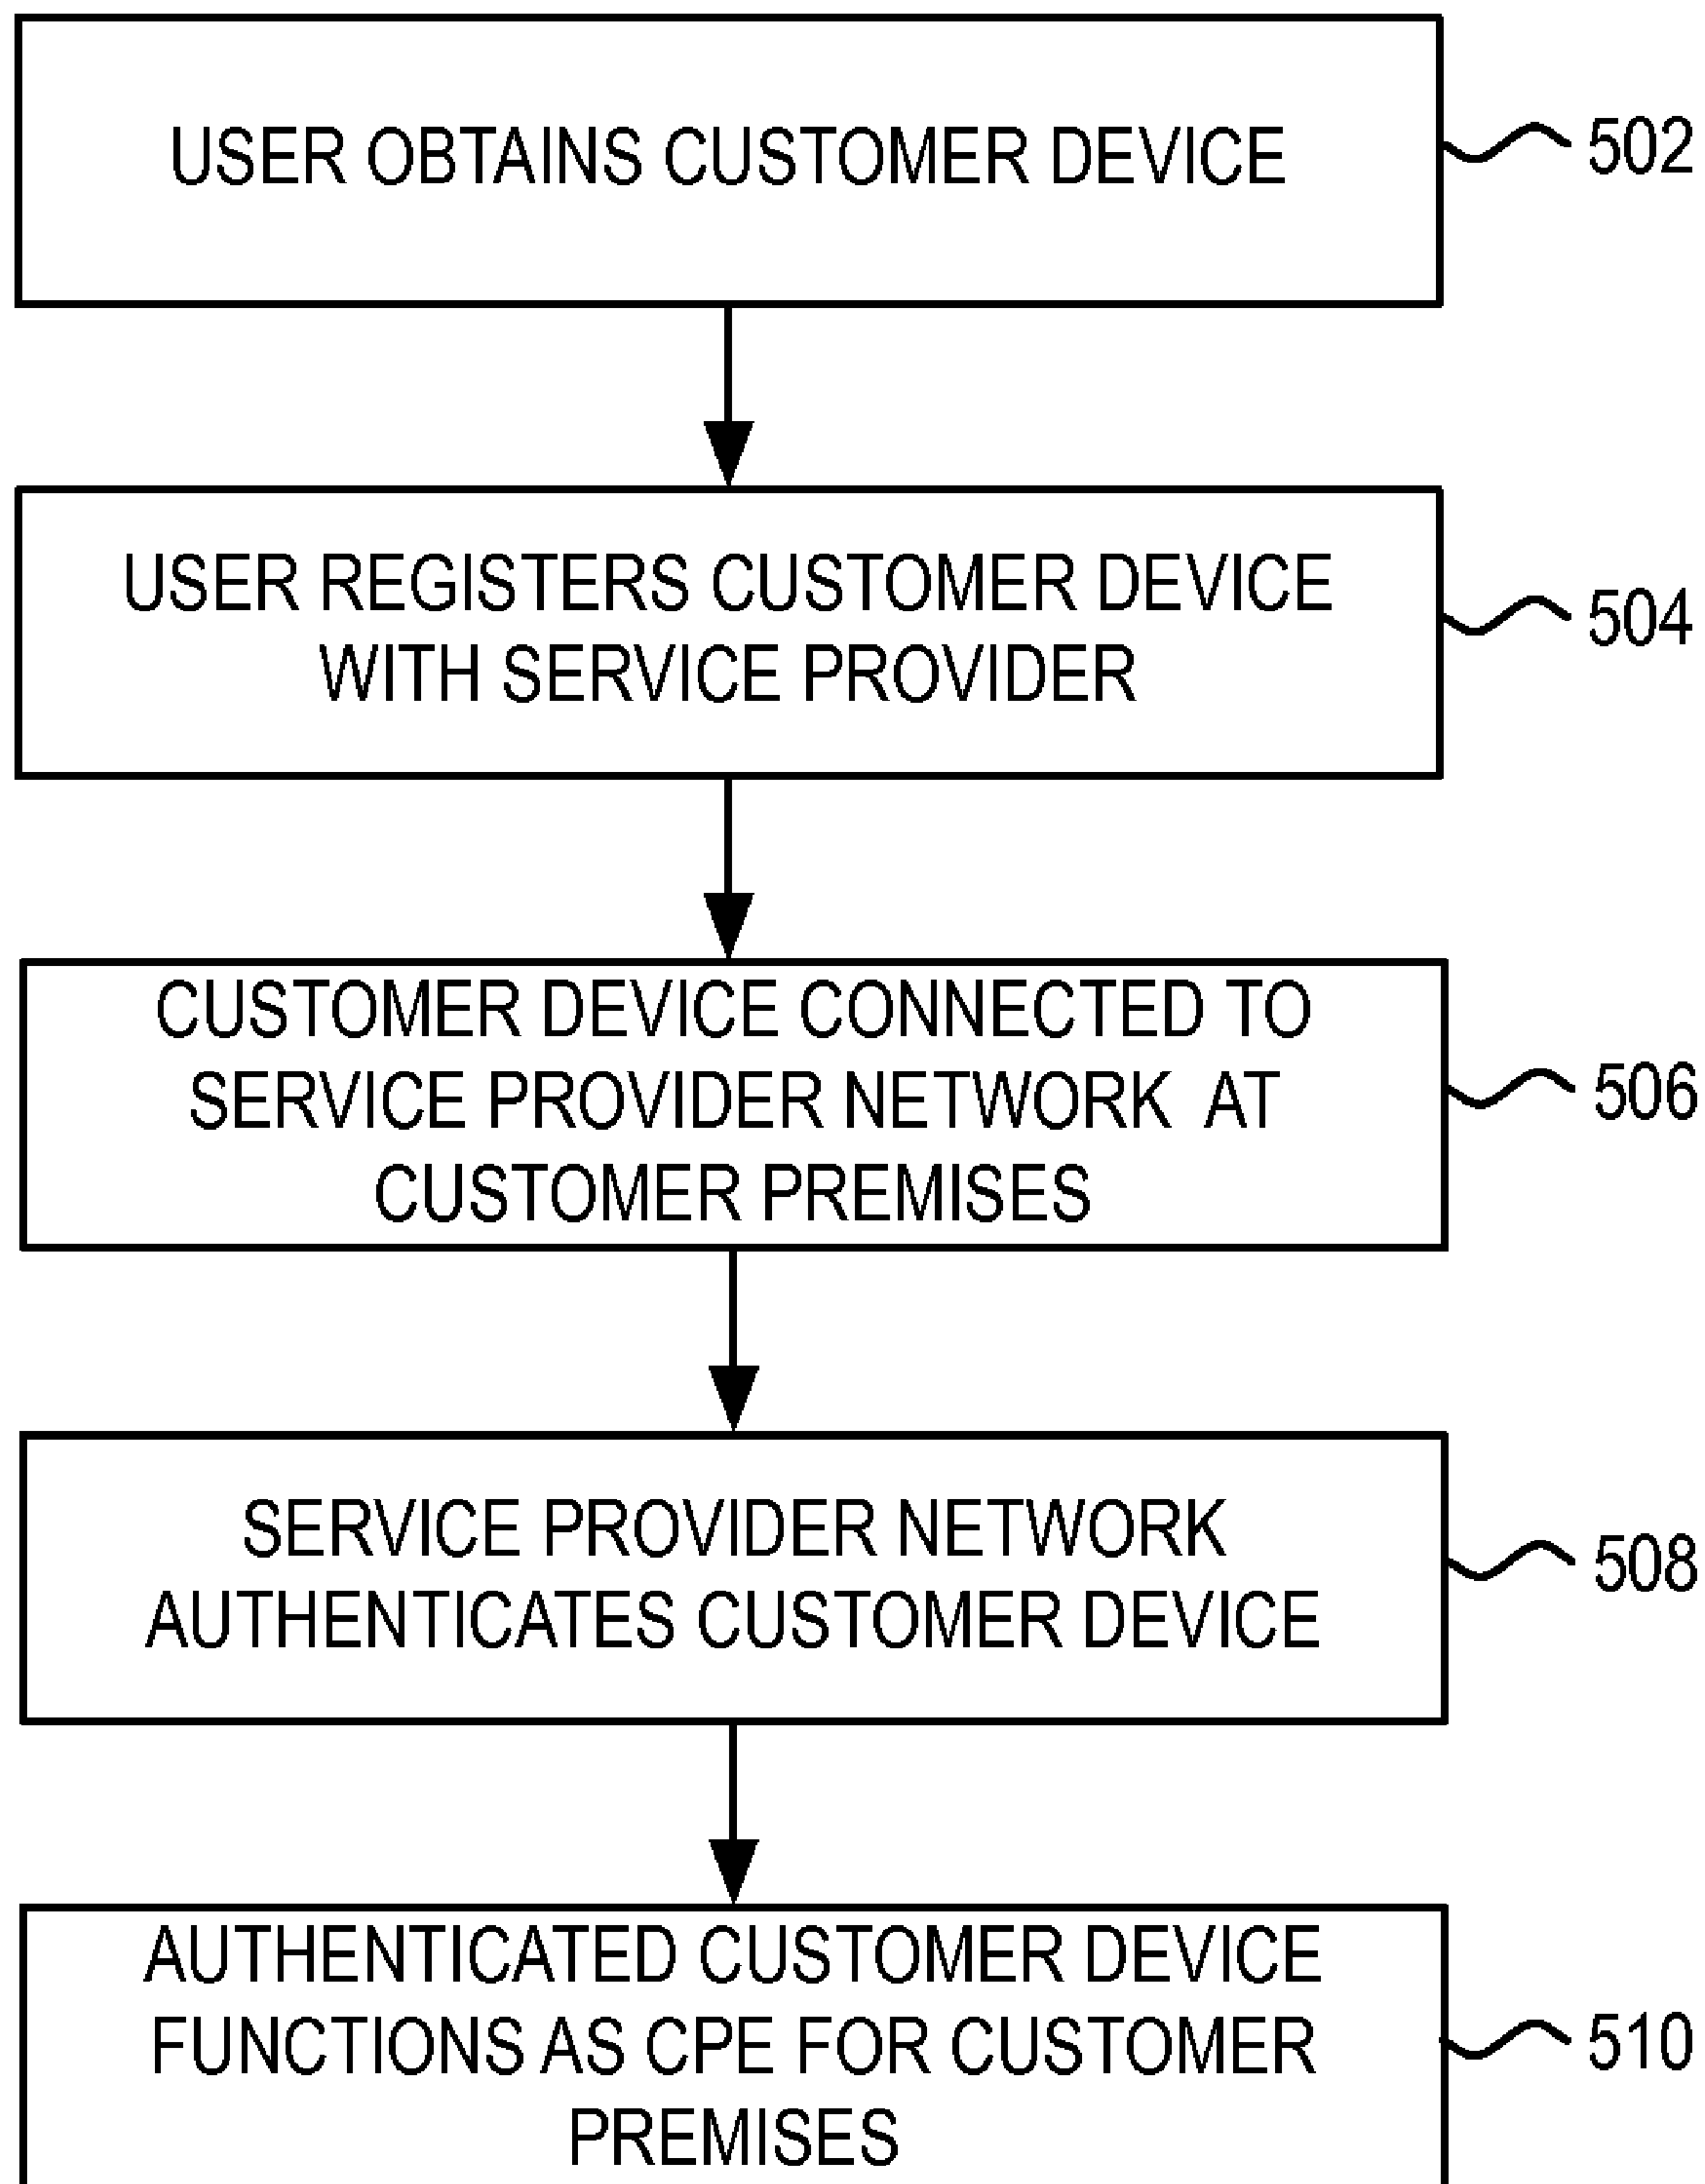 USER OBTAINS CUSTOMER DEVICE
502
USER REGISTERS CUSTOMER DEVICE
WITH SERVICE PROVIDER
504
CUSTOMER DEVICE CONNECTED TO
SERVICE PROVIDER NETWORK AT
CUSTOMER PREMISES
506
SERVICE PROVIDER NETWORK
AUTHENTICATES CUSTOMER DEVICE
508
AUTHENTICATED CUSTOMER DEVICE
FUNCTIONS AS CPE FOR CUSTOMER
PREMISES
510